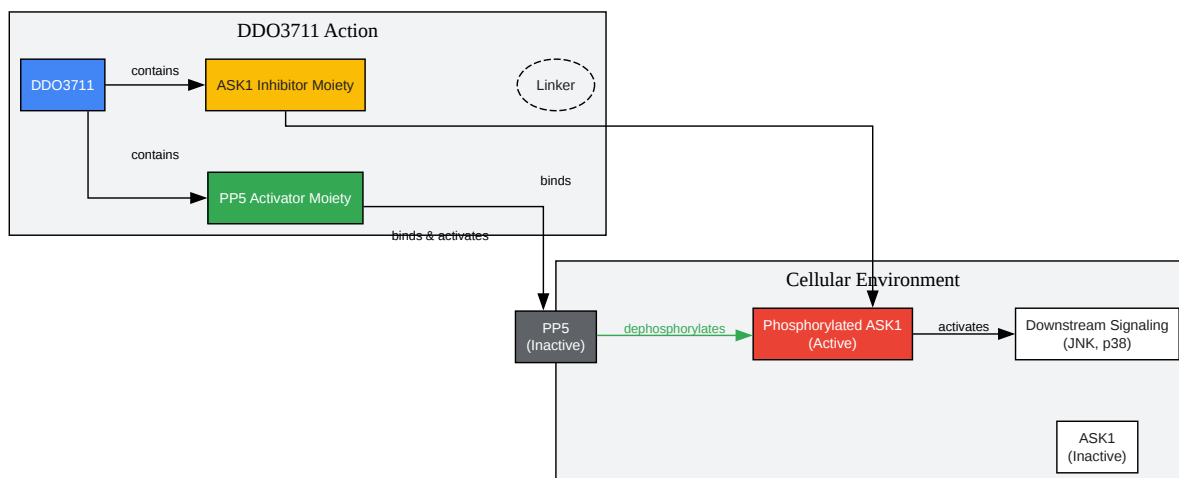 DDO3711 Action
DDO3711
contains
ASK1 Inhibitor Moiety
Linker
contains
PP5 Activator Moiety
binds
binds & activates
Cellular Environment
PP5
(Inactive)
dephosphorylates
Phosphorylated ASK1
(Active)
activates
Downstream Signaling
(JNK, p38)
ASK1
(Inactive)